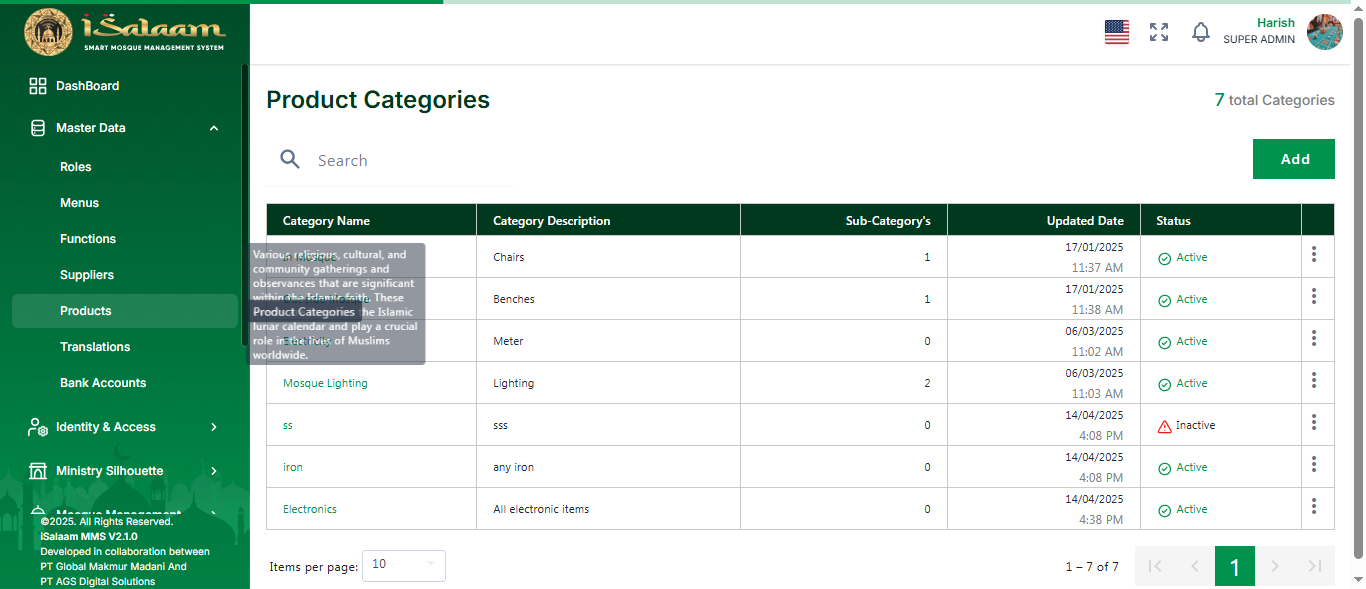 iSalaam
SMART MOSQUE MANAGEMENT SYSTEM
Harish
SUPER ADMIN
DashBoard
Master Data
Roles
Menus
Functions
Suppliers
Products
Translations
Bank Accounts
Identity & Access
Ministry Silhouette
Mosque Management
©2025. All Rights Reserved.
iSalaam MMS V2.1.0
Developed in collaboration between
PT Global Makmur Madani And
PT AGS Digital Solutions
Product Categories
7 total Categories
Search
Add
Category Name Category Description Sub-Category's Updated Date Status
Various religious, cultural, and
community gatherings and
observances that are significant
within the Islamic faith. These
Product Categories the Islamic
lunar calendar and play a crucial
role in the lives of Muslims
worldwide.
Chairs 1 17/01/2025 Active
11:37 AM
Benches 1 17/01/2025 Active
11:38 AM
Meter 0 06/03/2025 Active
11:02 AM
Mosque Lighting Lighting 2 06/03/2025 Active
11:03 AM
ss sss 0 14/04/2025 Inactive
4:08 PM
iron any iron 0 14/04/2025 Active
4:08 PM
Electronics All electronic items 0 14/04/2025 Active
4:38 PM
Items per page: 10 1 – 7 of 7 1